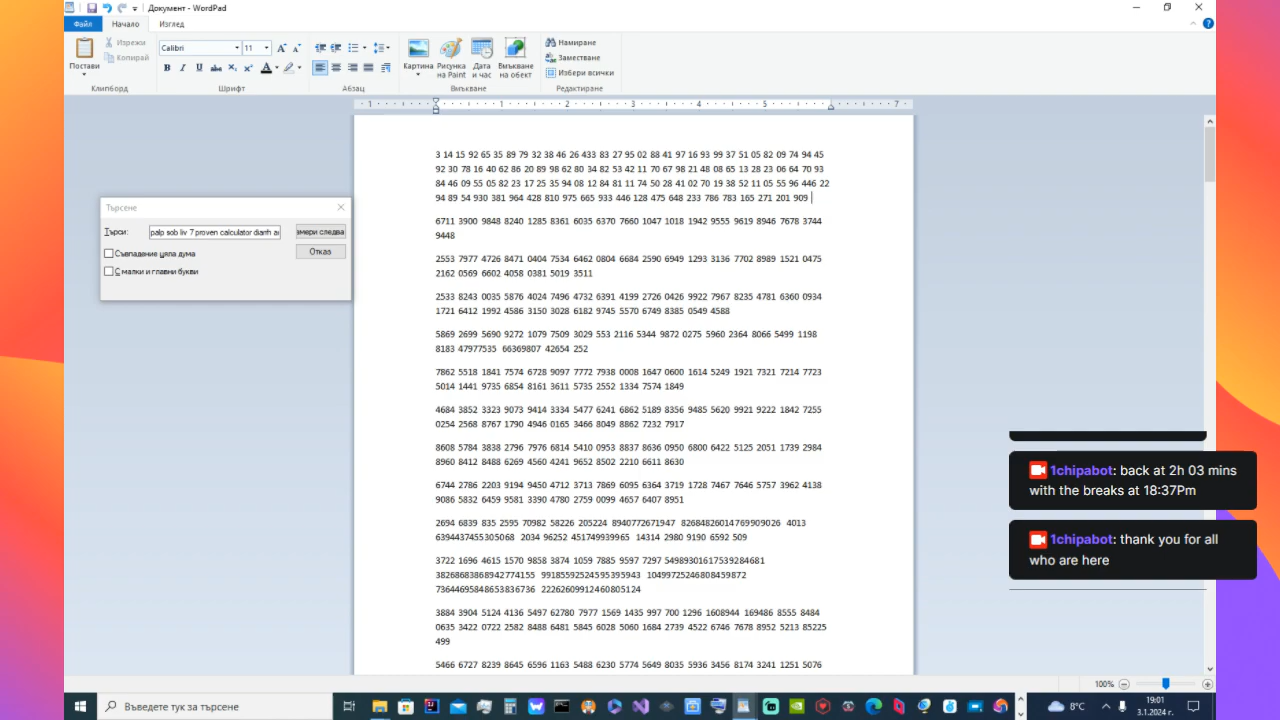 Документ - WordPad
Файл
Начало
Изглед
Постави
Изрежи
Копирай
Клипборд
Calibri
11
Шрифт
Абзац
Картина
Рисунка на Paint
Дата и час
Вмъкване на обект
Вмъкване
Намиране
Заместване
Избери всички
Редактиране
1 1 2 3 4 5 7
3 14 15 92 65 35 89 79 32 38 46 26 433 83 27 95 02 88 41 97 16 93 99 37 51 05 82 09 74 94 45
92 30 78 16 40 62 86 20 89 98 62 80 34 82 53 42 11 70 67 98 21 48 08 65 13 28 23 06 64 70 93
84 46 09 55 05 82 23 17 25 35 94 08 12 84 81 11 74 50 28 41 02 70 19 38 52 11 05 55 96 446 22
94 89 54 930 381 964 428 810 975 665 933 446 128 475 648 233 786 783 165 271 201 909
6711 3900 9848 8240 1285 8361 6035 6370 7660 1047 1018 1942 9555 9619 8946 7678 3744
9448
2553 7977 4726 8471 0404 7534 6462 0804 6684 2590 6949 1293 3136 7702 8989 1521 0475
2162 0569 6602 4058 0381 5019 3511
2533 8243 0035 5876 4024 7496 4732 6391 4199 2726 0426 9922 7967 8235 4781 6360 0934
1721 6412 1992 4586 3150 3028 6182 9745 5570 6749 8385 0549 4588
5869 2699 5690 9272 1079 7509 3029 553 2116 5344 9872 0275 5960 2364 8066 5499 1198
8183 47977535 66369807 42654 252
7862 5518 1841 7574 6728 9097 7772 7938 0008 1647 0600 1614 5249 1921 7321 7214 7723
5014 1441 9735 6854 8161 3611 5735 2552 1334 7574 1849
4684 3852 3323 9073 9414 3334 5477 6241 6862 5189 8356 9485 5620 9921 9222 1842 7255
0254 2568 8767 1790 4946 0165 3466 8049 8862 7232 7917
8608 5784 3838 2796 7976 6814 5410 0953 8837 8636 0950 6800 6422 5125 2051 1739 2984
8960 8412 8488 6269 4560 4241 9652 8502 2210 6611 8630
6744 2786 2203 9194 9450 4712 3713 7869 6095 6364 3719 1728 7467 7646 5757 3962 4138
9086 5832 6459 9581 3390 4780 2759 0099 4657 6407 8951
2694 6839 835 2595 70982 58226 205224 8940772671947 82684826014769909026 4013
6394437455305068 2034 96252 451749939965 14314 2980 9190 6592 509
3722 1696 4615 1570 9858 3874 1059 7885 9597 7297 54989301617539284681
38268683868942774155 99185592524595395943 10499725246808459872
73644695848653836736 22262609912460805124
3884 3904 5124 4136 5497 62780 7977 1569 1435 997 700 1296 1608944 169486 8555 8484
0635 3422 0722 2582 8488 6481 5845 6028 5060 1684 2739 4522 6746 7678 8952 5213 85225
499
5466 6727 8239 8645 6596 1163 5488 6230 5774 5649 8035 5936 3456 8174 3241 1251 5076
Търсене
Търси:
palp sob liv 7 proven calculator
амери следва
Съвпадение цяла дума
Отказ
С малки и главни букви
1chipabot: back at 2h 03 mins
with the breaks at 18:37Pm
1chipabot: thank you for all
who are here
100%
Въведете тук за търсене
8°C
19:01
3.1.2024 г.